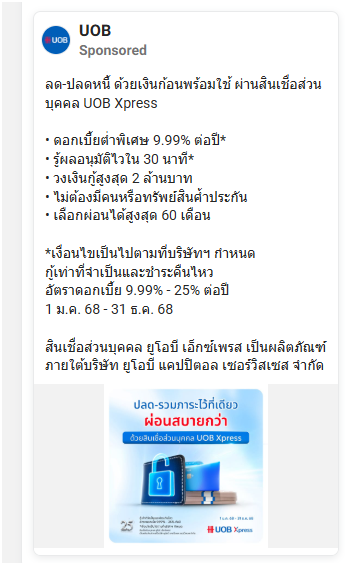 UOB
UOB
Sponsored
ลด-ปลดหนี้ ด้วยเงินก้อนพร้อมใช้ ผ่านสินเชื่อส่วน
บุคคล UOB Xpress
• ดอกเบี้ยต่ำพิเศษ 9.99% ต่อปี*
• รู้ผลอนุมัติไวใน 30 นาที*
• วงเงินกู้สูงสุด 2 ล้านบาท
• ไม่ต้องมีคนหรือทรัพย์สินค้ำประกัน
• เลือกผ่อนได้สูงสุด 60 เดือน
*เงื่อนไขเป็นไปตามที่บริษัทฯ กำหนด
กู้เท่าที่จำเป็นและชำระคืนไหว
อัตราดอกเบี้ย 9.99% - 25% ต่อปี
1 ม.ค. 68 - 31 ธ.ค. 68
สินเชื่อส่วนบุคคล ยูโอบี เอ็กซ์เพรส เป็นผลิตภัณฑ์
ภายใต้บริษัท ยูโอบี แคปปิตอล เซอร์วิสเซส จำกัด
ปลด-รวมภาระไว้ที่เดียว
ผ่อนสบายกว่า
ด้วยสินเชื่อส่วนบุคคล UOB Xpress
25
1 ม.ค. 68 - 31 ธ.ค. 68
UOB Xpress